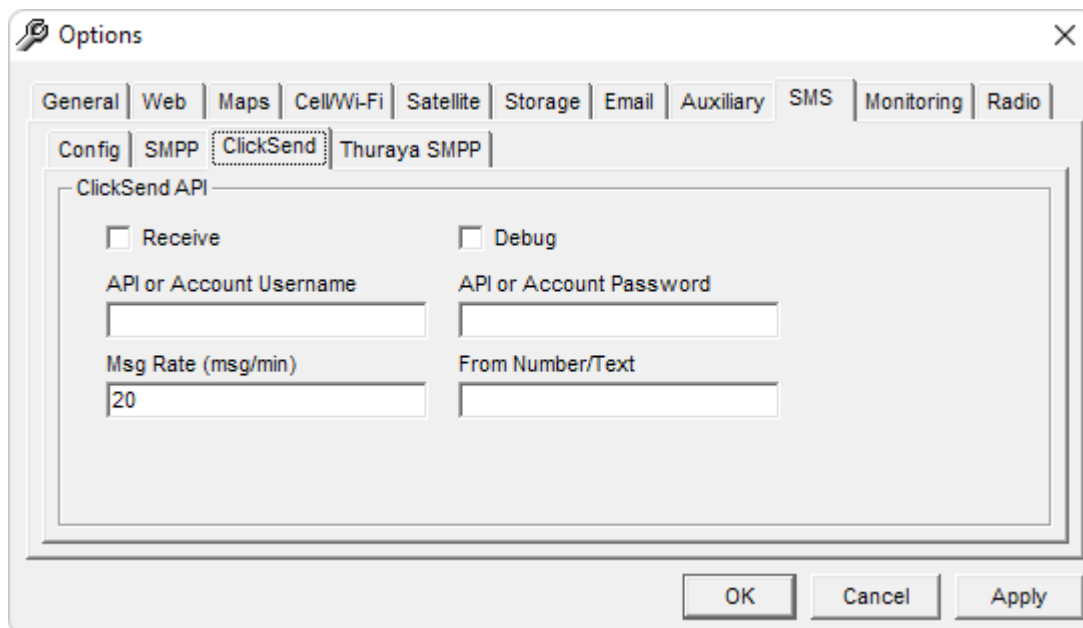 Options
General Web Maps Cell/Wi-Fi Satellite Storage Email Auxiliary SMS Monitoring Radio
Config SMPP ClickSend Thuraya SMPP
ClickSend API
Receive Debug
API or Account Username API or Account Password
Msg Rate (msg/min) From Number/Text
20
OK Cancel Apply